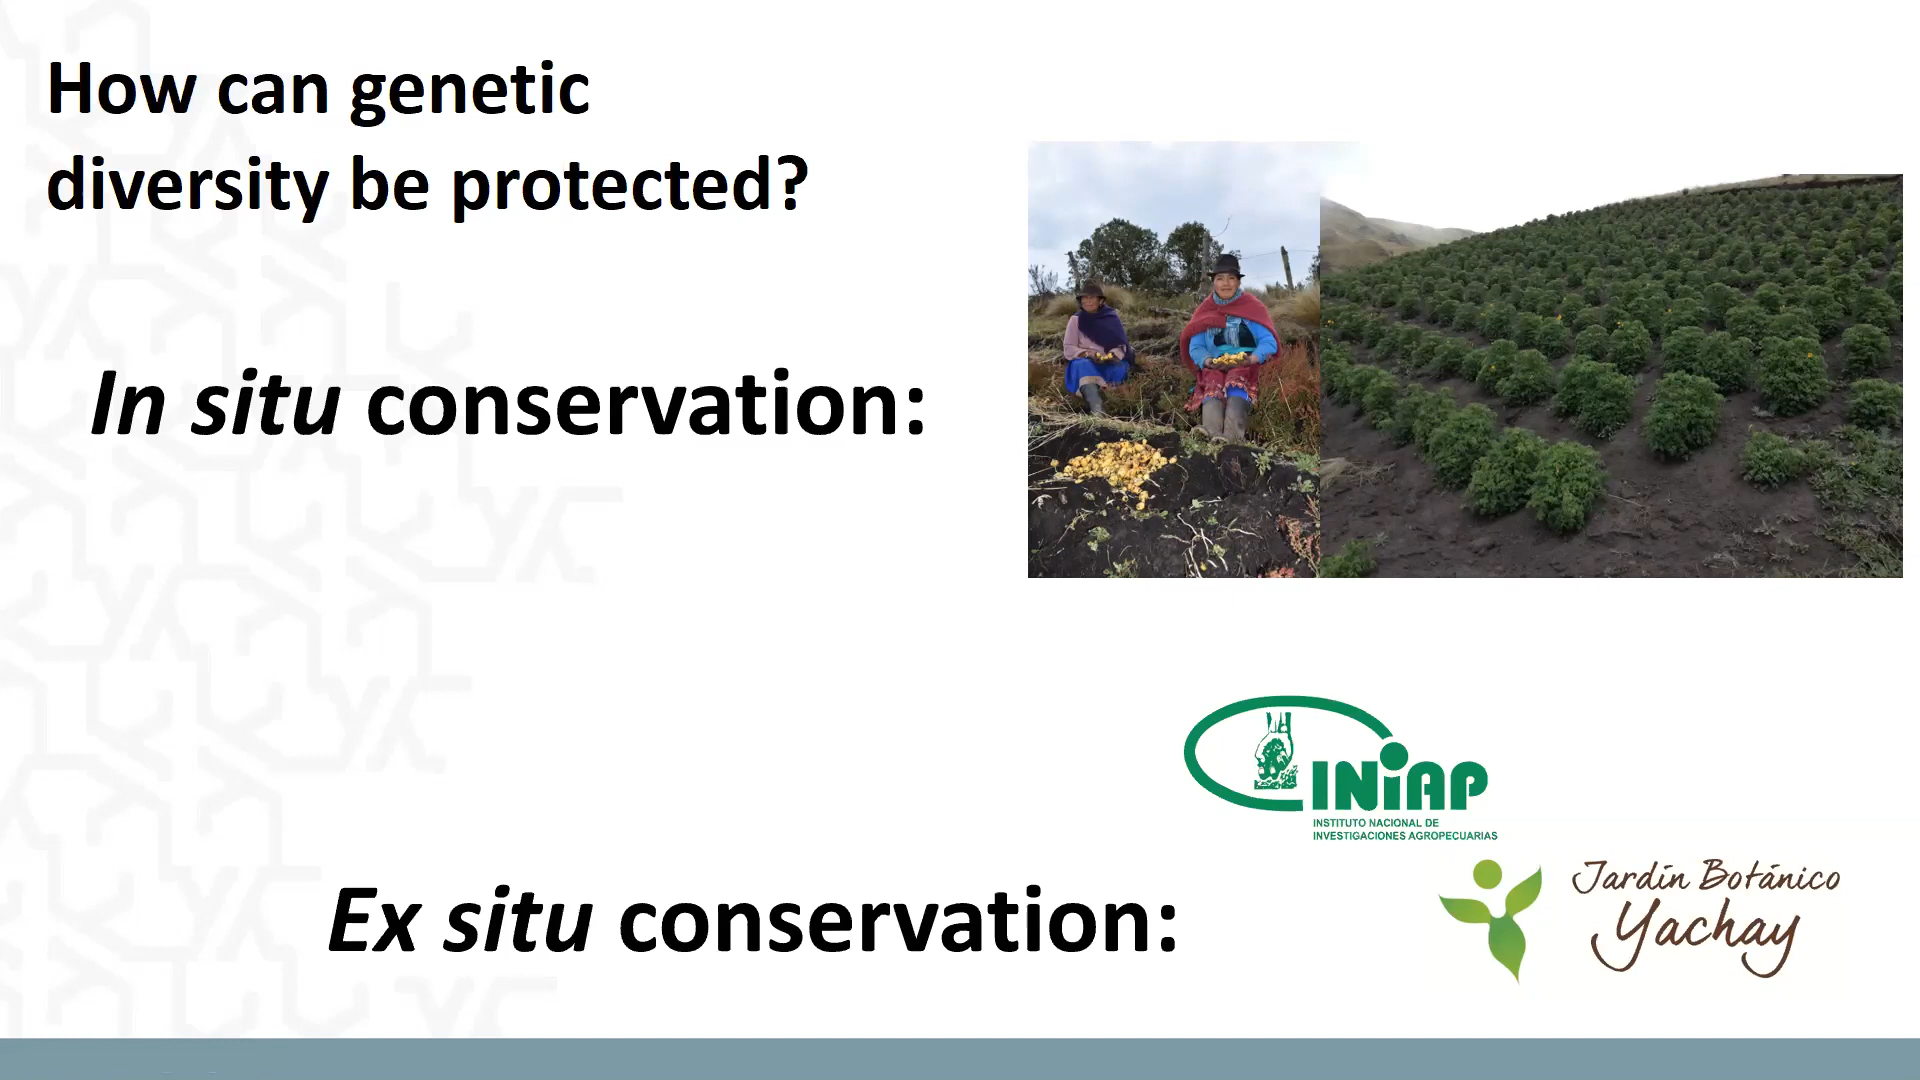 How can genetic
diversity be protected?
In situ conservation:
INiAP
INSTITUTO NACIONAL DE
INVESTIGACIONES AGROPECUARIAS
Ex situ conservation:
Jardín Botánico
Yachay